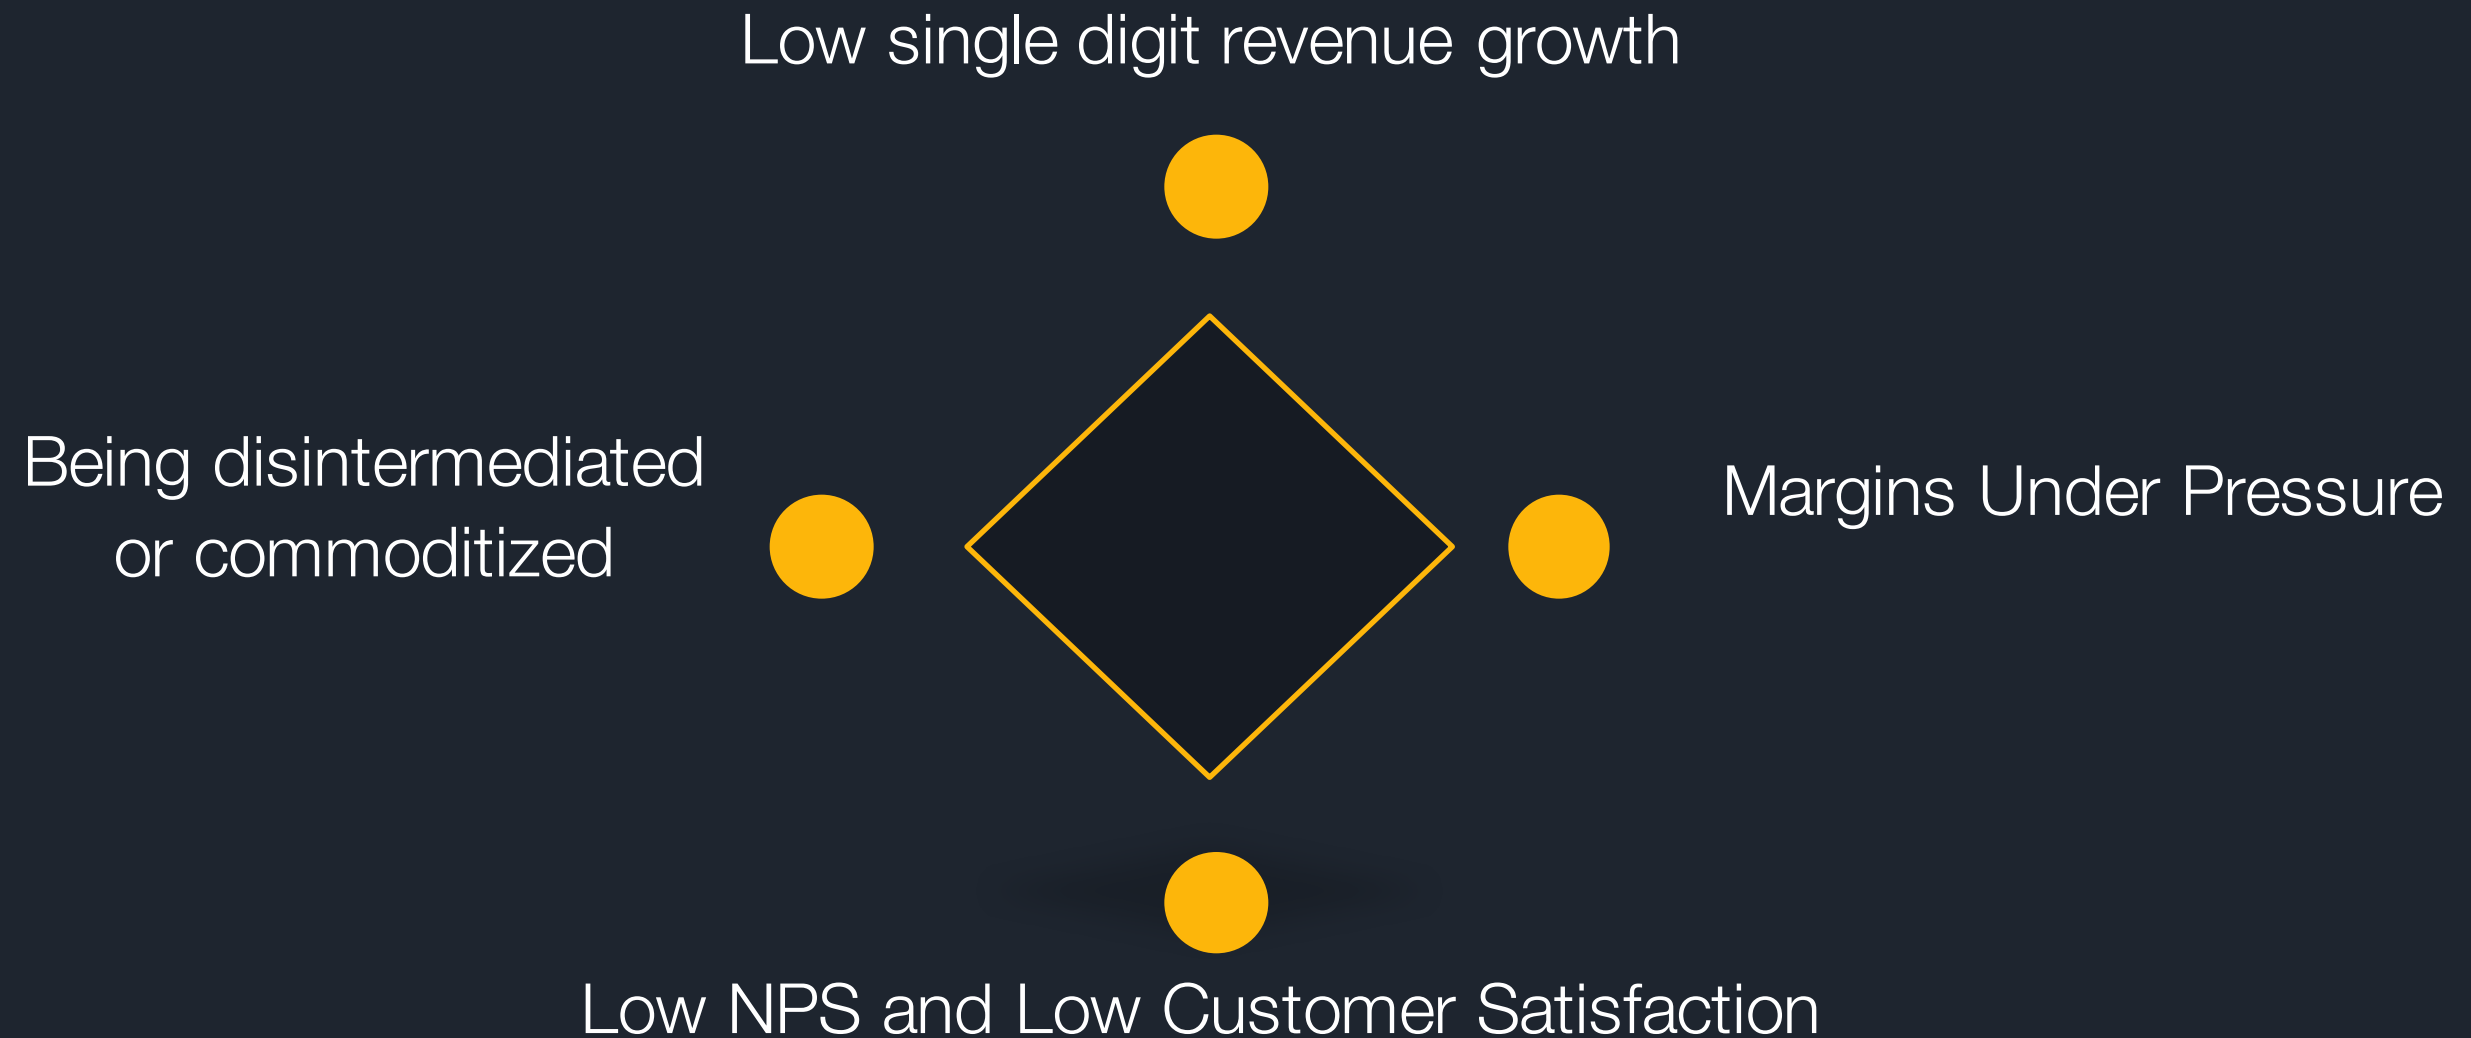 Low single digit revenue growth
Being disintermediated
or commoditized
Margins Under Pressure
Low NPS and Low Customer Satisfaction